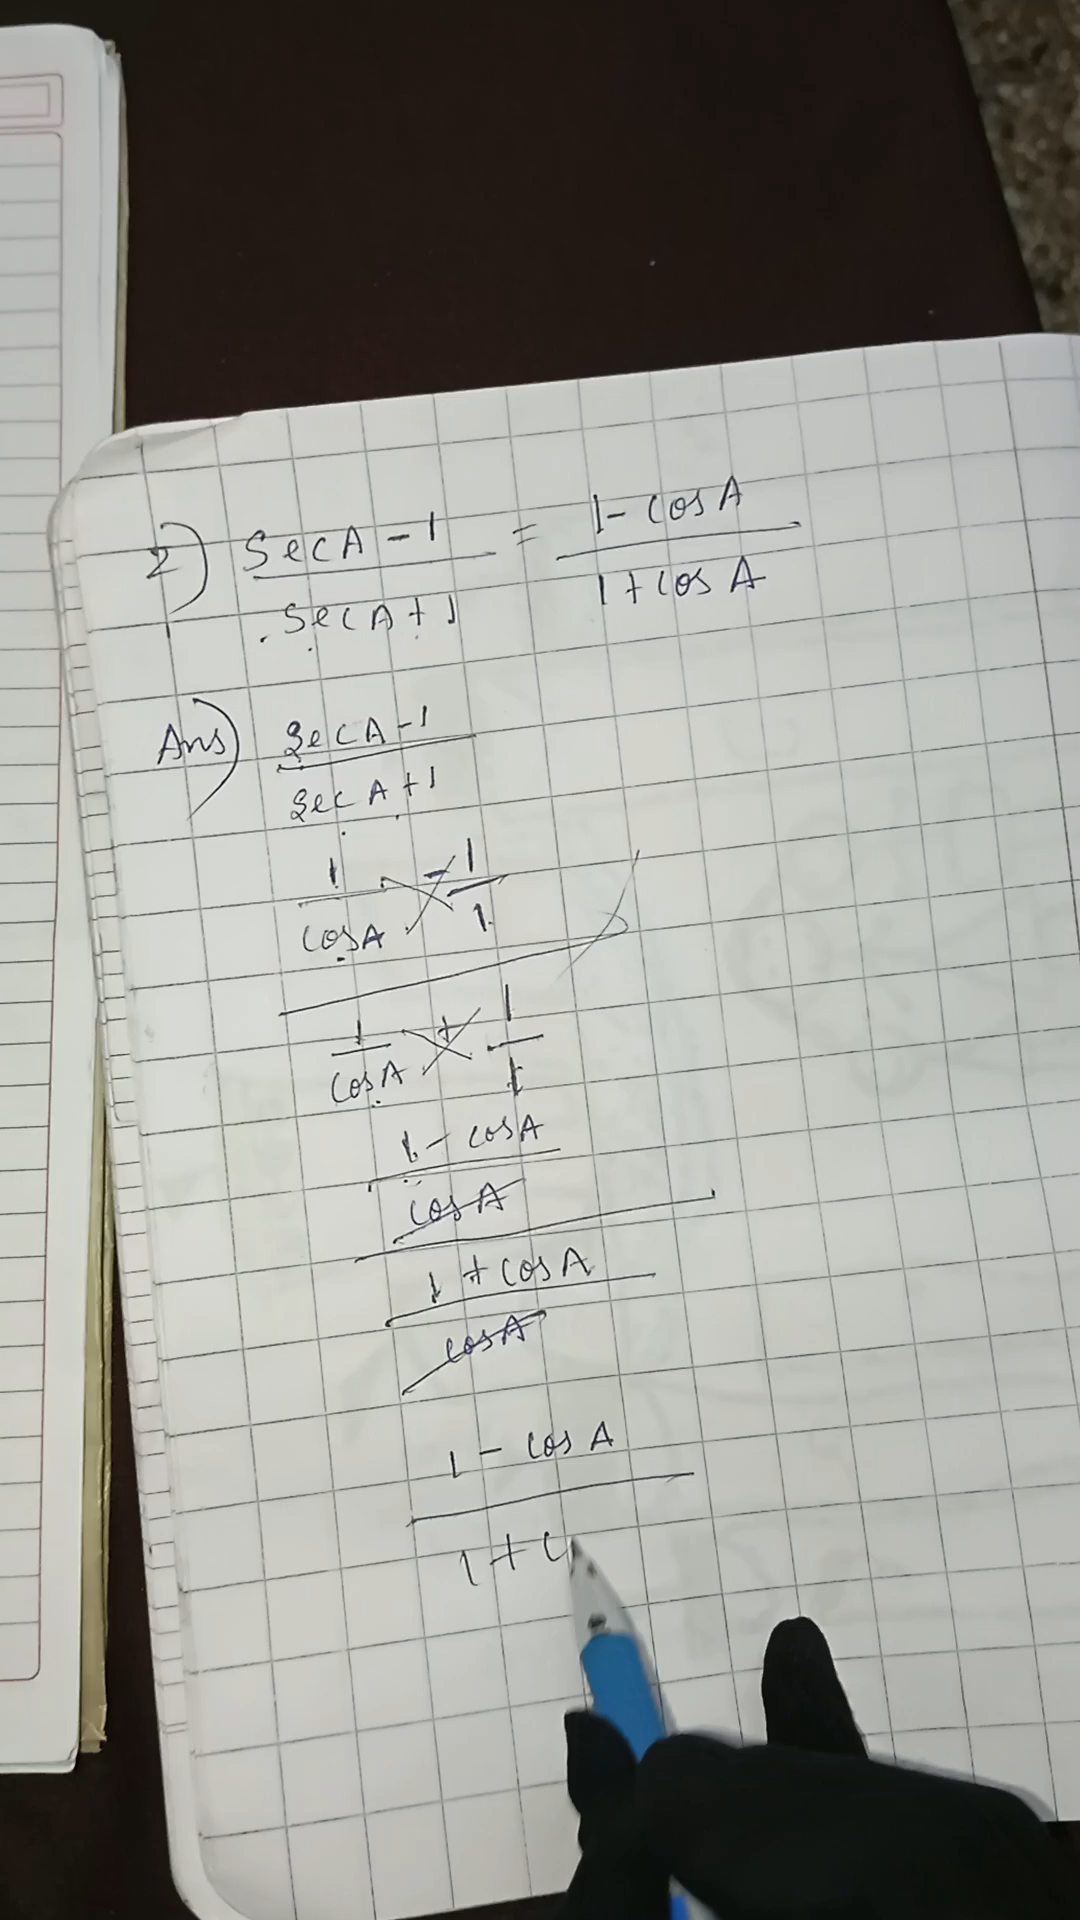 2) SecA - 1 = 1 - cosA
SecA + 1 1 + cosA
Ans) SecA - 1
SecA + 1
1 - 1
cosA 1
1 + 1
cosA 1
1 - cosA
cosA
1 + cosA
cosA
1 - cosA
1 + c